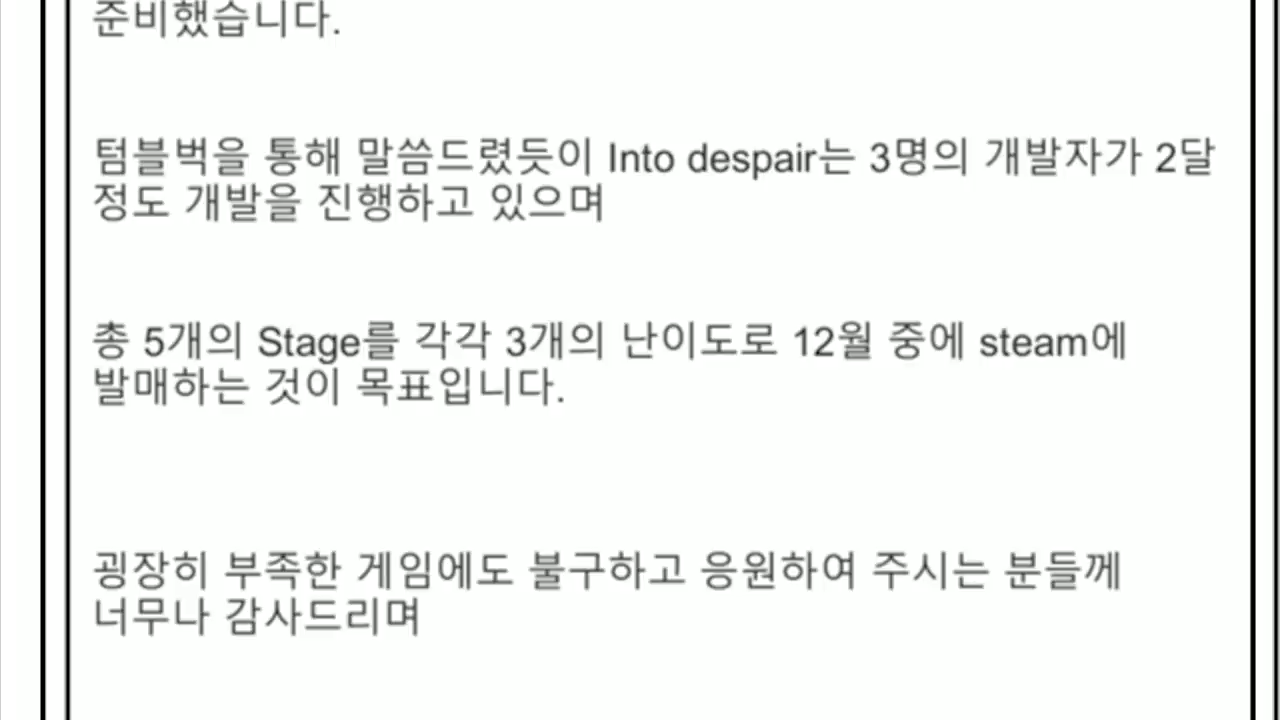 준비했습니다.
텀블벅을 통해 말씀드렸듯이 Into despair는 3명의 개발자가 2달
정도 개발을 진행하고 있으며
총 5개의 Stage를 각각 3개의 난이도로 12월 중에 steam에
발매하는 것이 목표입니다.
굉장히 부족한 게임에도 불구하고 응원하여 주시는 분들께
너무나 감사드리며